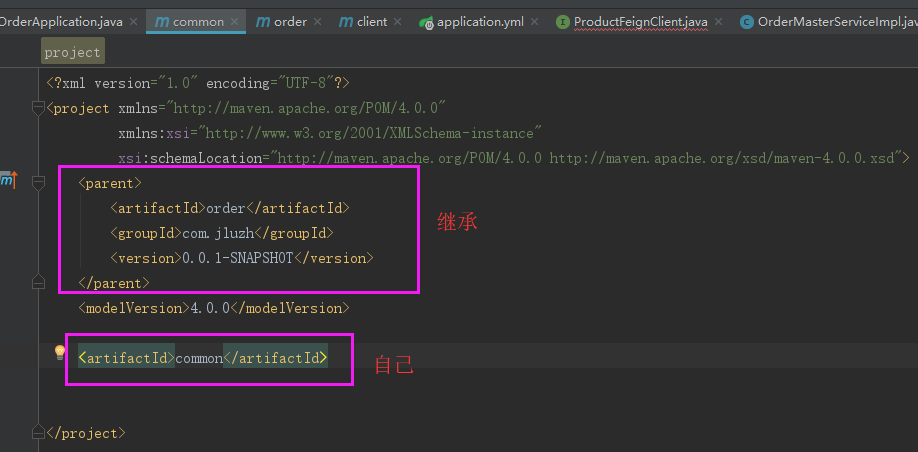 OrderApplication.java × common × order × client × application.yml × ProductFeignClient.java × OrderMasterServiceImpl.jav
project
<?xml version="1.0" encoding="UTF-8"?>
<project xmlns="http://maven.apache.org/POM/4.0.0"
xmlns:xsi="http://www.w3.org/2001/XMLSchema-instance"
xsi:schemaLocation="http://maven.apache.org/POM/4.0.0 http://maven.apache.org/xsd/maven-4.0.0.xsd">
<parent>
<artifactId>order</artifactId>
继承
<groupId>com.jluzh</groupId>
<version>0.0.1-SNAPSHOT</version>
</parent>
<modelVersion>4.0.0</modelVersion>
<artifactId>common</artifactId>
自己
</project>